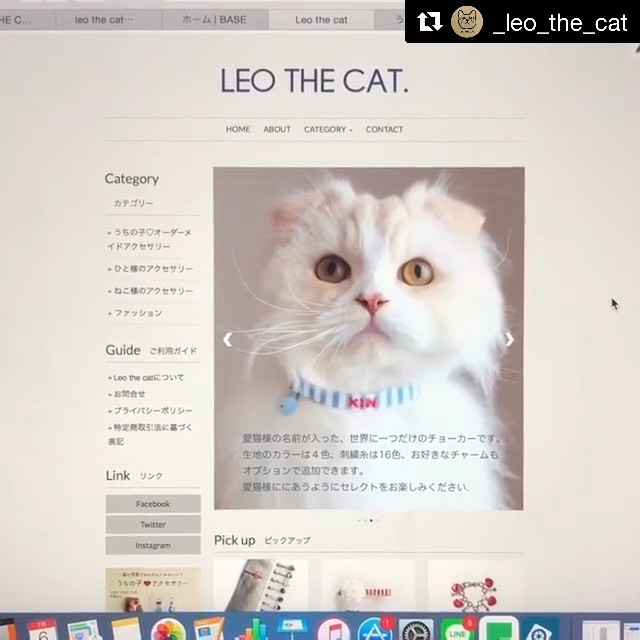 _leo_the_cat
HE C...
leo the cat…
ホーム | BASE
Leo the cat
う
LEO THE CAT.
HOME ABOUT CATEGORY CONTACT
Category
カテゴリー
» うちの子♡オーダーメ
イドアクセサリー
» ひと様のアクセサリー
» ねこ様のアクセサリー
» ファッション
Guide ご利用ガイド
» Leo the catについて
» お問合せ
» プライバシーポリシー
» 特定商取引法に基づく
表記
Link リンク
Facebook
Twitter
Instagram
うちの子❤アクセサリー
KIN
愛猫様の名前が入った、世界に一つだけのチョーカーです。
生地のカラーは４色、刺繍糸は16色、お好きなチャームも
オプションで追加できます。
愛猫様ににあうようにセレクトをお楽しみください.
Pick up ピックアップ
6
1
LINE
5